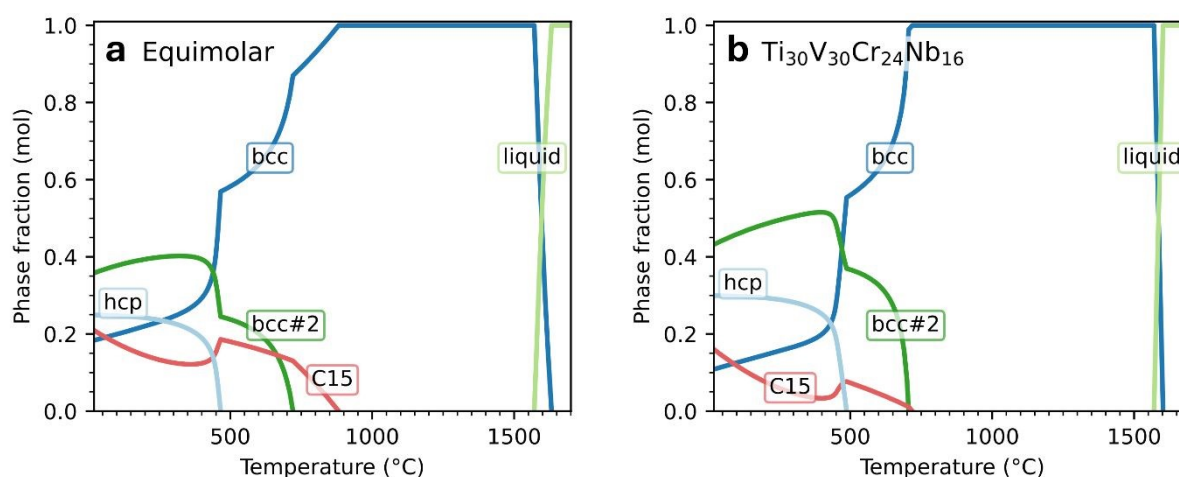 a Equimolar
1.0
0.8
0.6
0.4
0.2
0.0
Phase fraction (mol)
bcc
liquid
hcp
bcc#2
C15
500
1000
1500
Temperature (°C)
b Ti₃₀V₃₀Cr₂₄Nb₁₆
1.0
0.8
0.6
0.4
0.2
0.0
Phase fraction (mol)
bcc
liquid
hcp
bcc#2
C15
500
1000
1500
Temperature (°C)